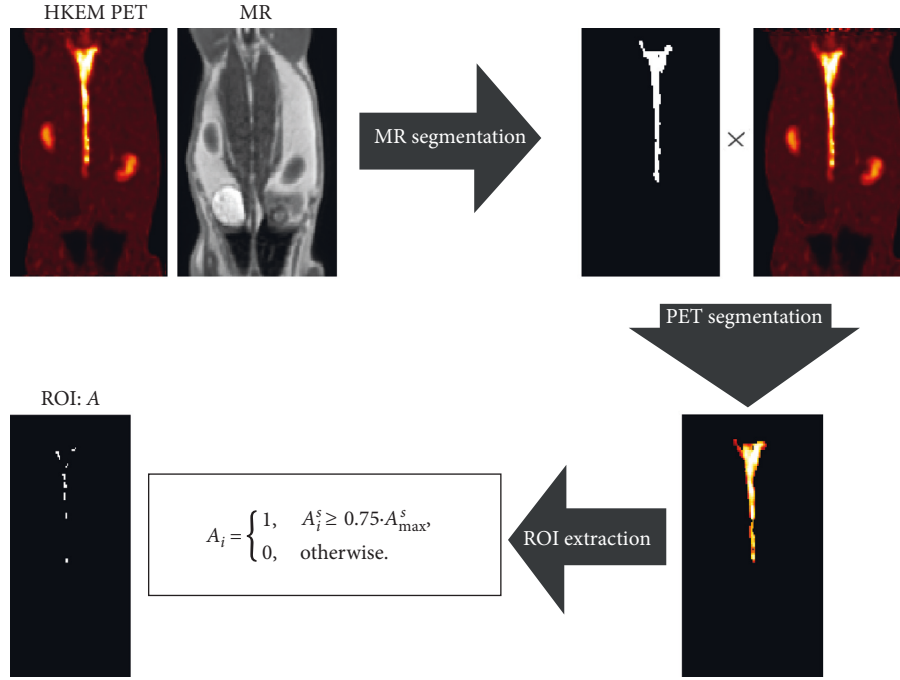 HKEM PET MR
MR segmentation
×
PET segmentation
ROI: A
ROI extraction
A_i = { 1, A_i^s ≥ 0.75·A_max^s,
0, otherwise.